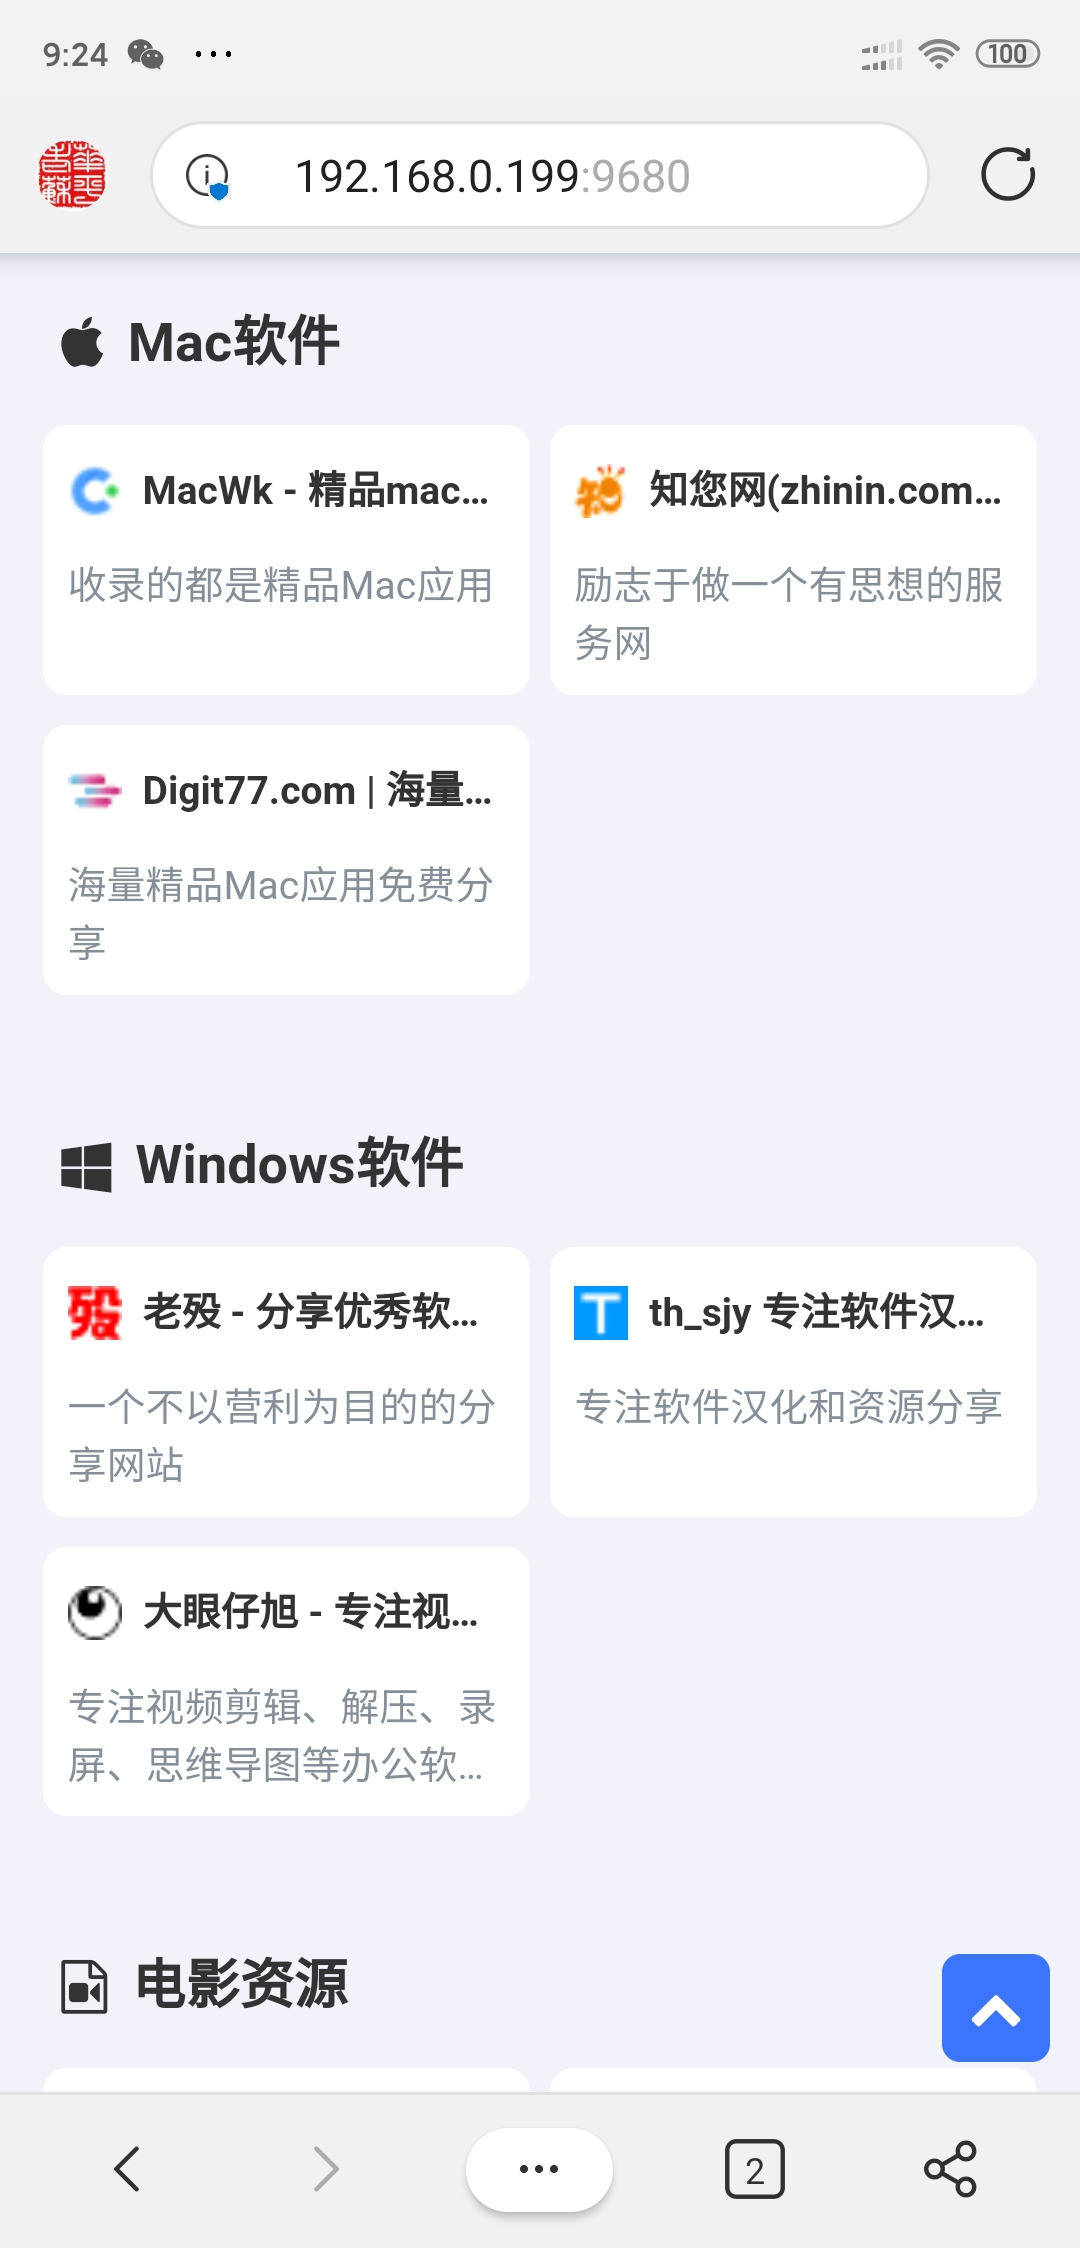 9:24
100
192.168.0.199:9680
Mac软件
MacWk - 精品mac...
知您网(zhinin.com...
收录的都是精品Mac应用
励志于做一个有思想的服
务网
Digit77.com | 海量...
海量精品Mac应用免费分
享
Windows软件
老殁 - 分享优秀软...
th_sjy 专注软件汉...
一个不以营利为目的的分
享网站
专注软件汉化和资源分享
大眼仔旭 - 专注视...
专注视频剪辑、解压、录
屏、思维导图等办公软...
电影资源
2